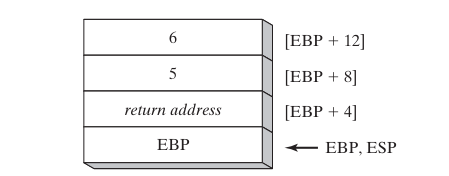 6 [EBP + 12]
5 [EBP + 8]
return address [EBP + 4]
EBP EBP, ESP